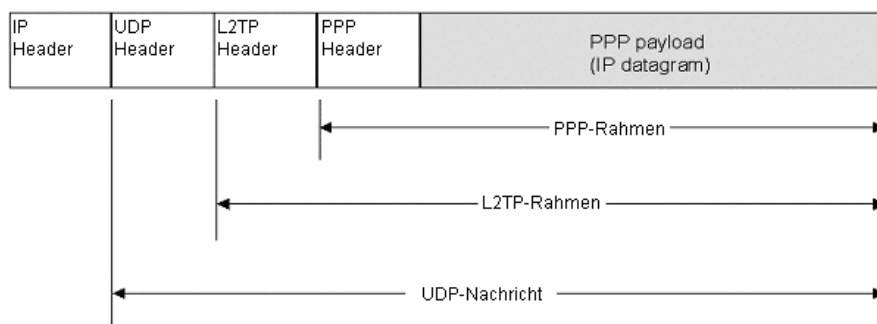 IP
Header
UDP
Header
L2TP
Header
PPP
Header
PPP payload
(IP datagram)
PPP-Rahmen
L2TP-Rahmen
UDP-Nachricht